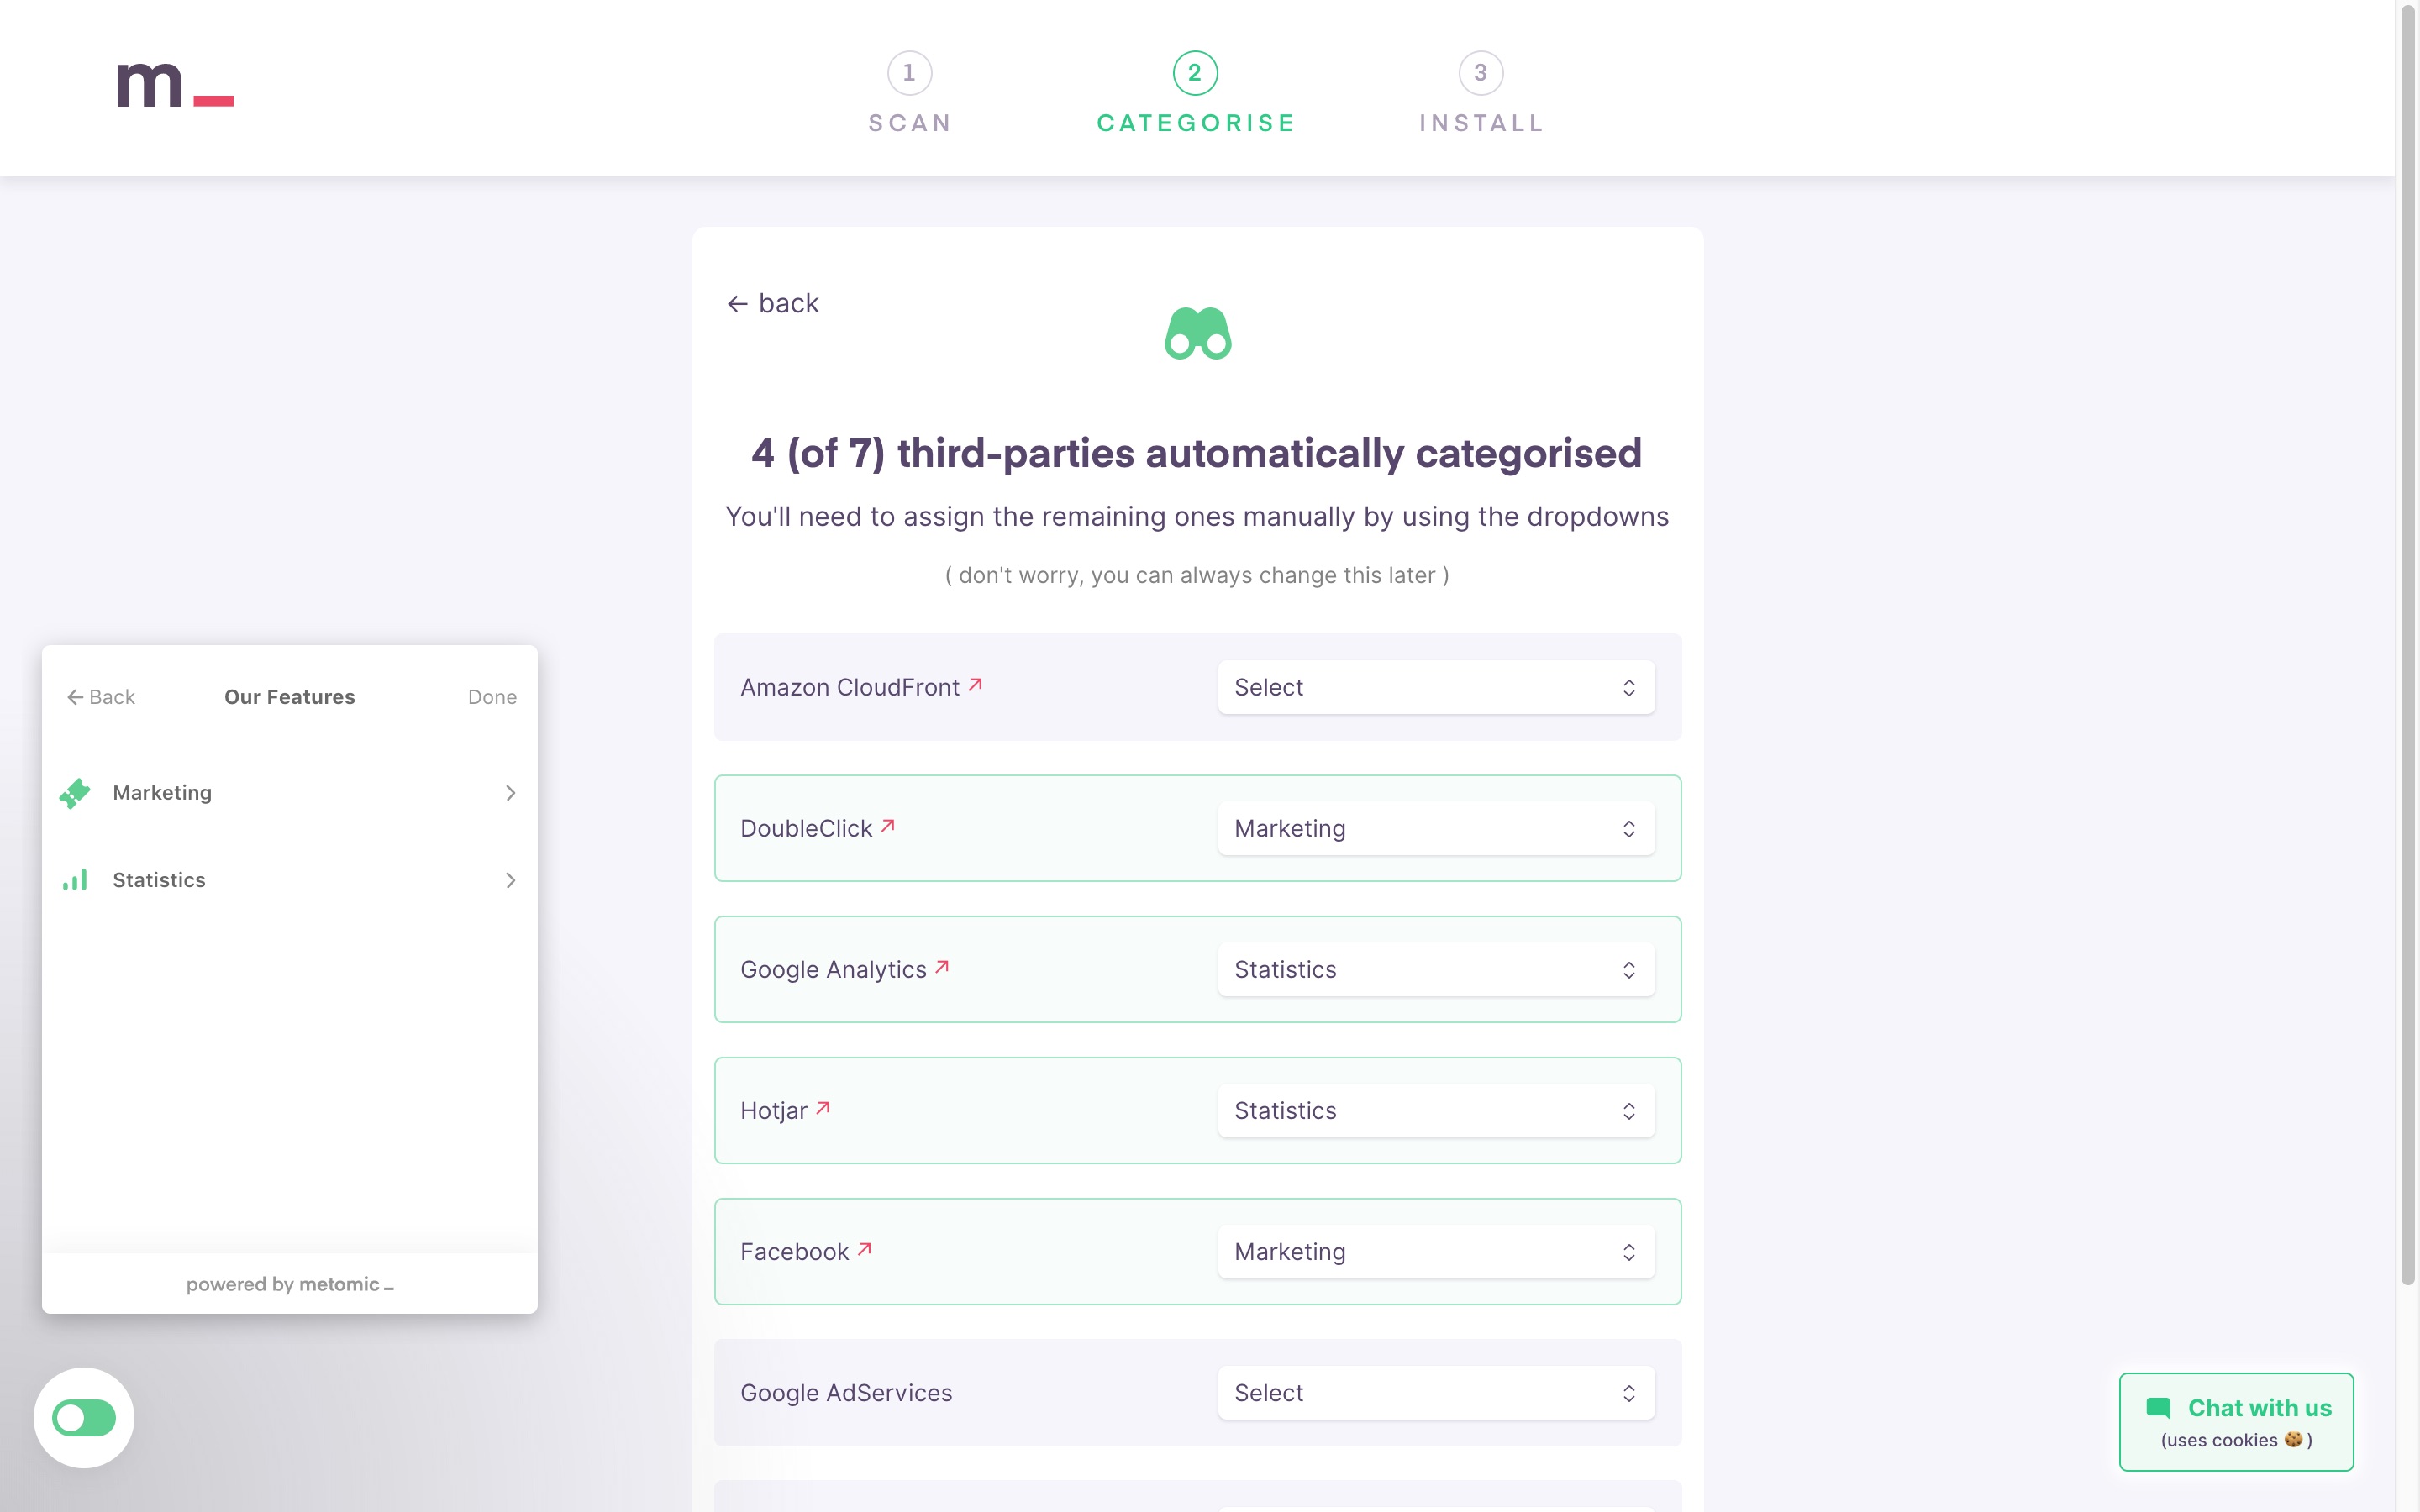 m_
1
SCAN
2
CATEGORISE
3
INSTALL
← back
4 (of 7) third-parties automatically categorised
You'll need to assign the remaining ones manually by using the dropdowns
( don't worry, you can always change this later )
Amazon CloudFront ↗ Select
DoubleClick ↗ Marketing
Google Analytics ↗ Statistics
Hotjar ↗ Statistics
Facebook ↗ Marketing
Google AdServices Select
← Back Our Features Done
Marketing
Statistics
powered by metomic _
Chat with us
(uses cookies 🍪 )